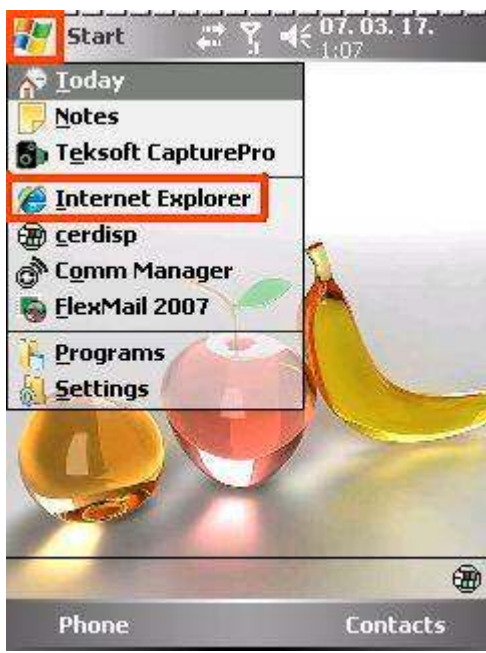 Start
07. 03. 17.
1:07
Today
Notes
Teksoft CapturePro
Internet Explorer
cerdisp
Comm Manager
FlexMail 2007
Programs
Settings
Phone Contacts